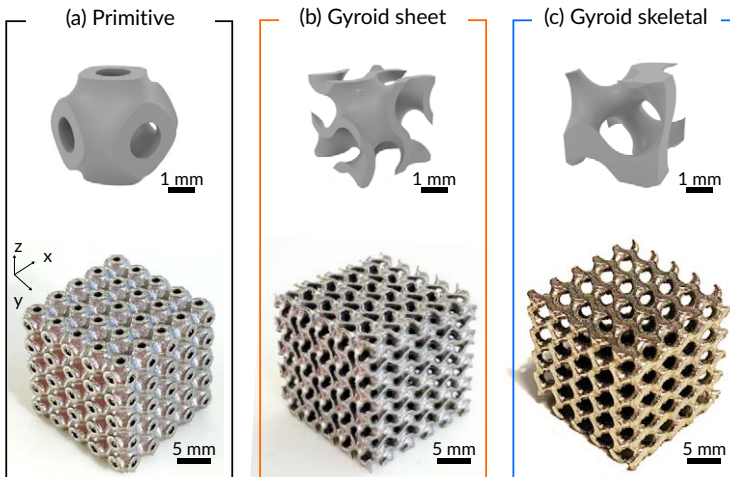 (a) Primitive
(b) Gyroid sheet
(c) Gyroid skeletal
1 mm
1 mm
1 mm
z
x
y
5 mm
5 mm
5 mm